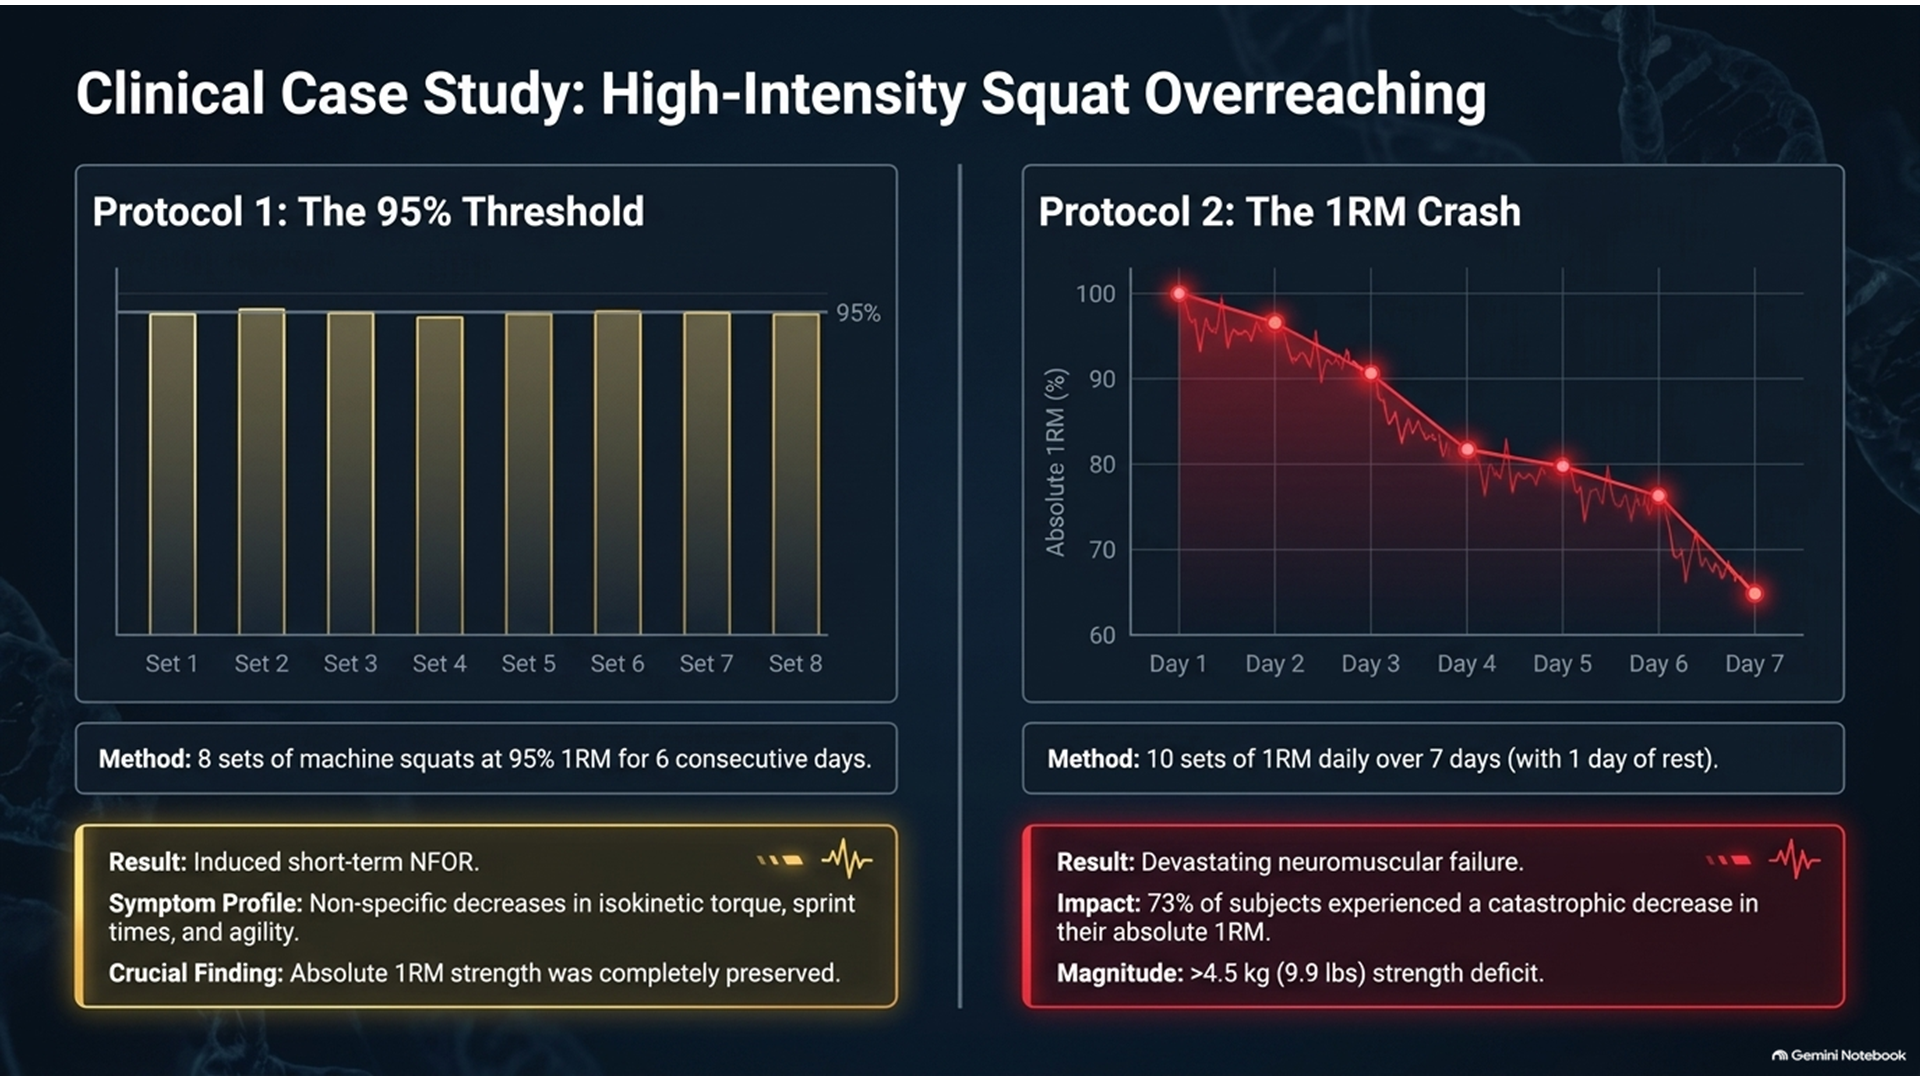 Clinical Case Study: High-Intensity Squat Overreaching
Protocol 1: The 95% Threshold
95%
Set 1 Set 2 Set 3 Set 4 Set 5 Set 6 Set 7 Set 8
Method: 8 sets of machine squats at 95% 1RM for 6 consecutive days.
Result: Induced short-term NFOR.
Symptom Profile: Non-specific decreases in isokinetic torque, sprint
times, and agility.
Crucial Finding: Absolute 1RM strength was completely preserved.
Protocol 2: The 1RM Crash
Absolute 1RM (%)
100
90
80
70
60
Day 1 Day 2 Day 3 Day 4 Day 5 Day 6 Day 7
Method: 10 sets of 1RM daily over 7 days (with 1 day of rest).
Result: Devastating neuromuscular failure.
Impact: 73% of subjects experienced a catastrophic decrease in
their absolute 1RM.
Magnitude: >4.5 kg (9.9 lbs) strength deficit.
Gemini Notebook